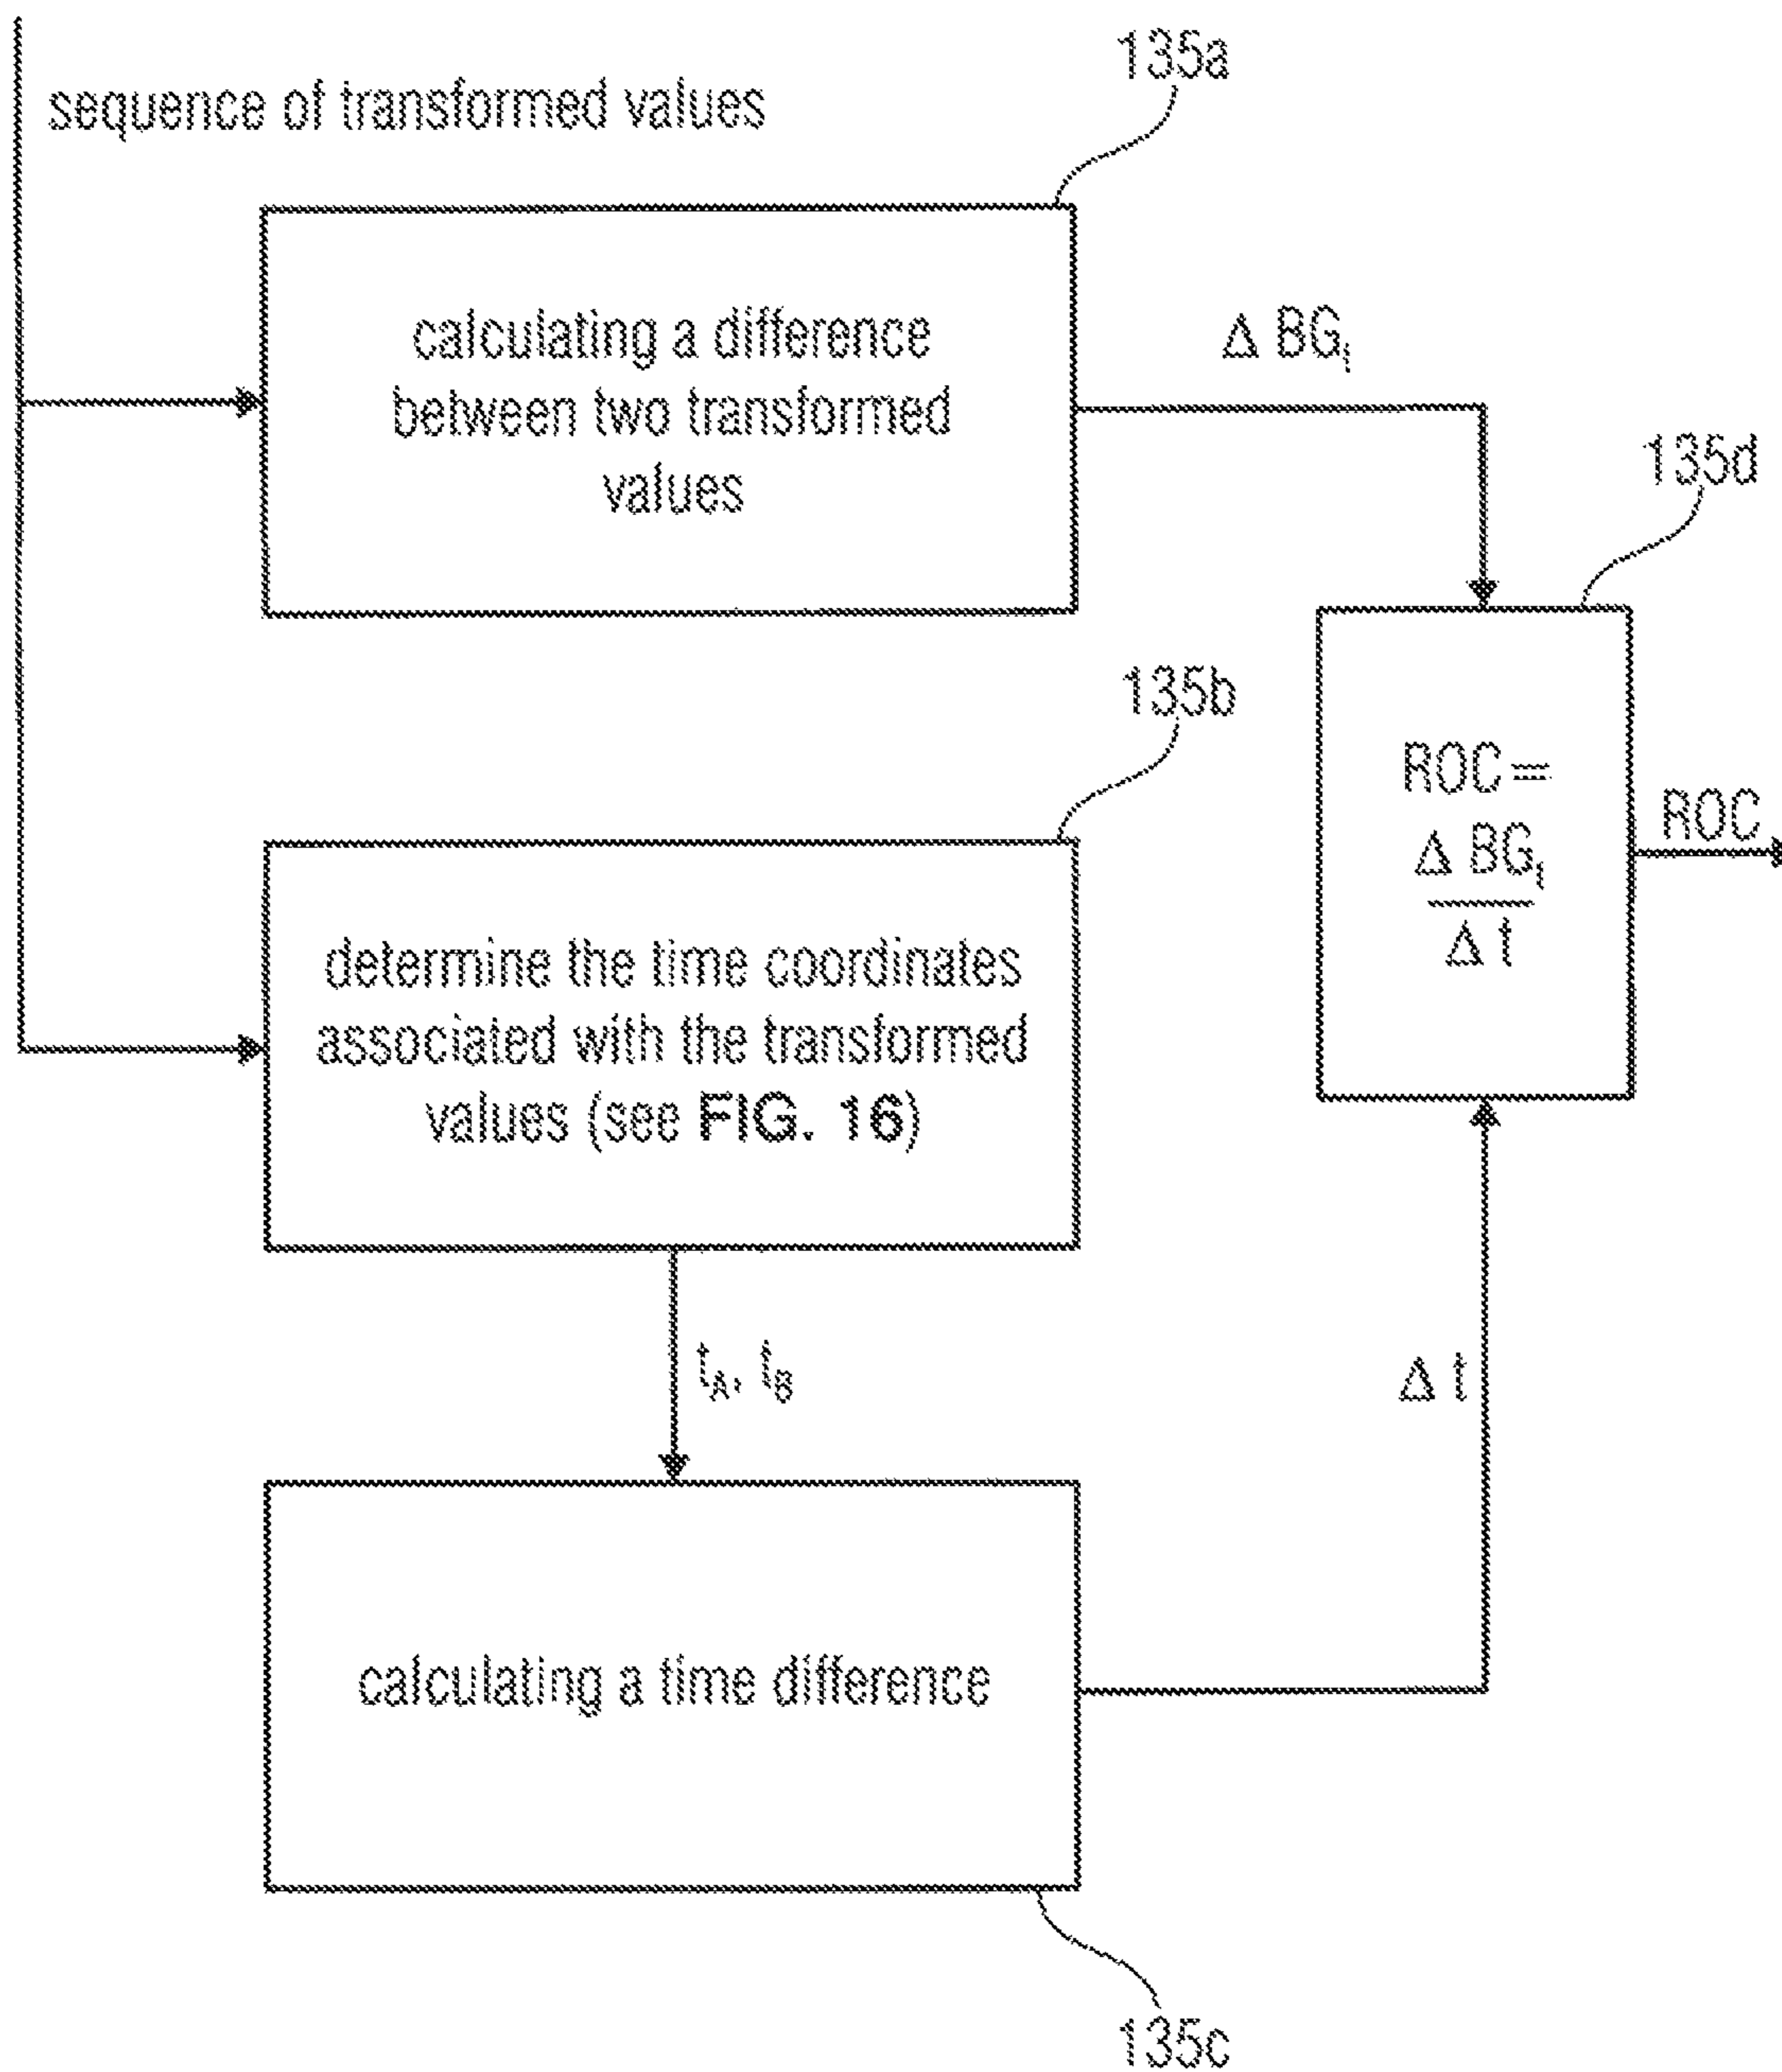 135a
sequence of transformed values
calculating a difference
between two transformed
values
Δ BGt
135d
135b
ROC=
Δ BGt
Δ t
ROC
determine the time coordinates
associated with the transformed
values (see FIG. 16)
tA, tB
Δ t
calculating a time difference
135c